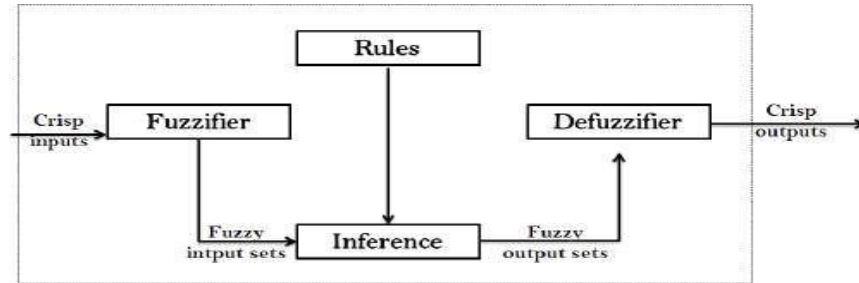 Rules
Crisp
inputs
Fuzzifier
Defuzzifier
Crisp
outputs
Fuzzy
intput sets
Inference
Fuzzy
output sets